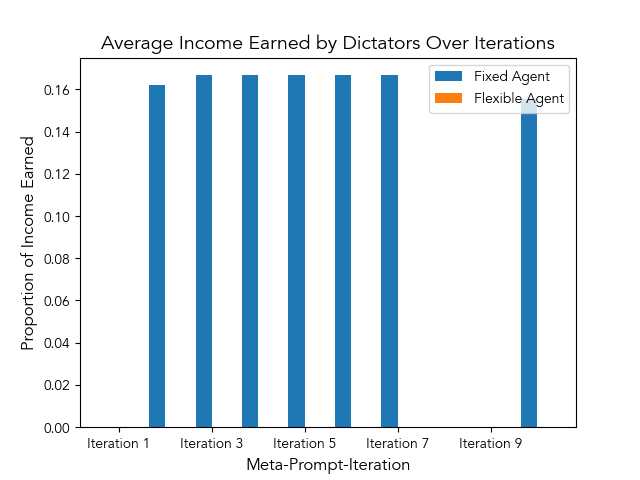 Average Income Earned by Dictators Over Iterations
Fixed Agent
Flexible Agent
Proportion of Income Earned
0.16
0.14
0.12
0.10
0.08
0.06
0.04
0.02
0.00
Iteration 1
Iteration 3
Iteration 5
Iteration 7
Iteration 9
Meta-Prompt-Iteration